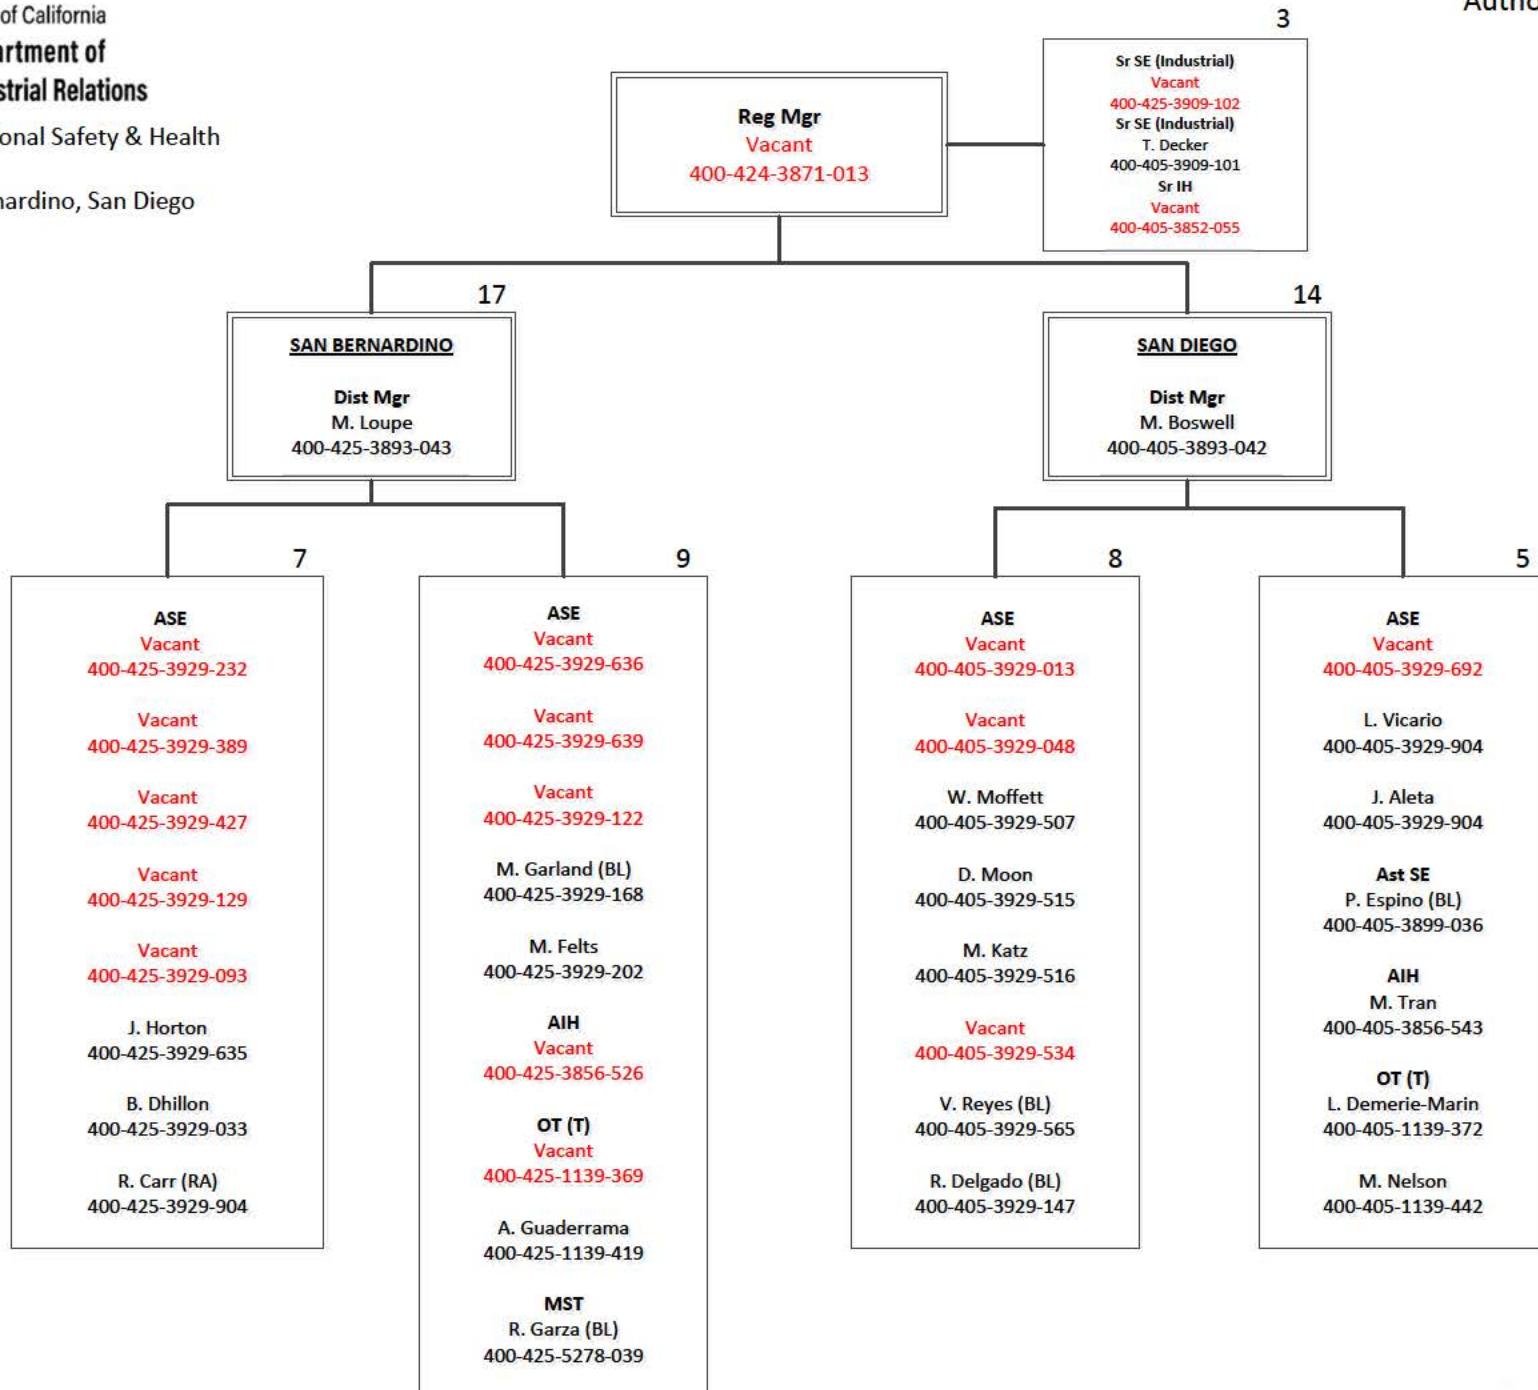 of California
Autho
3
artment of
strial Relations
onal Safety & Health
nardino, San Diego
Reg Mgr
Vacant
400-424-3871-013
Sr SE (Industrial)
Vacant
400-425-3909-102
Sr SE (Industrial)
T. Decker
400-405-3909-101
Sr IH
Vacant
400-405-3852-055
17
SAN BERNARDINO
Dist Mgr
M. Loupe
400-425-3893-043
14
SAN DIEGO
Dist Mgr
M. Boswell
400-405-3893-042
7
ASE
Vacant
400-425-3929-232
Vacant
400-425-3929-389
Vacant
400-425-3929-427
Vacant
400-425-3929-129
Vacant
400-425-3929-093
J. Horton
400-425-3929-635
B. Dhillon
400-425-3929-033
R. Carr (RA)
400-425-3929-904
9
ASE
Vacant
400-425-3929-636
Vacant
400-425-3929-639
Vacant
400-425-3929-122
M. Garland (BL)
400-425-3929-168
M. Felts
400-425-3929-202
AIH
Vacant
400-425-3856-526
OT (T)
Vacant
400-425-1139-369
A. Guaderrama
400-425-1139-419
MST
R. Garza (BL)
400-425-5278-039
8
ASE
Vacant
400-405-3929-013
Vacant
400-405-3929-048
W. Moffett
400-405-3929-507
D. Moon
400-405-3929-515
M. Katz
400-405-3929-516
Vacant
400-405-3929-534
V. Reyes (BL)
400-405-3929-565
R. Delgado (BL)
400-405-3929-147
5
ASE
Vacant
400-405-3929-692
L. Vicario
400-405-3929-904
J. Aleta
400-405-3929-904
Ast SE
P. Espino (BL)
400-405-3899-036
AIH
M. Tran
400-405-3856-543
OT (T)
L. Demerie-Marin
400-405-1139-372
M. Nelson
400-405-1139-442